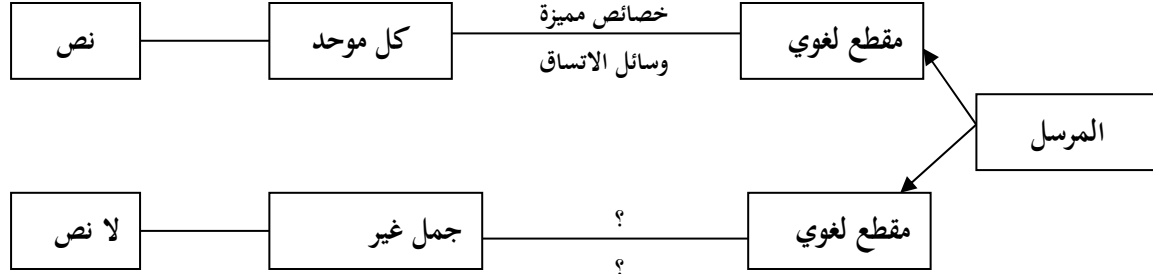 خصائص مميزة
مقطع لغوي
كل موحد
نص
وسائل الاتساق
المرسل
؟
مقطع لغوي
جمل غير
لا نص
؟